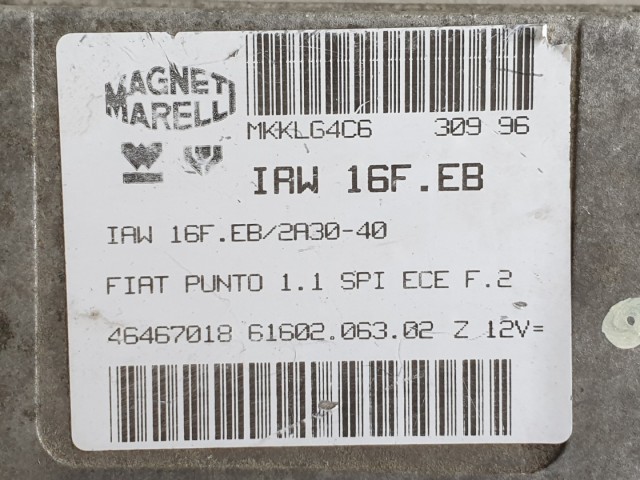 MAGNETI
MARELLI
MKKLG4C6 309 96
IAW 16F.EB
IAW 16F.EB/2A30-40
FIAT PUNTO 1.1 SPI ECE F.2
46467018 61602.063.02 Z 12V=